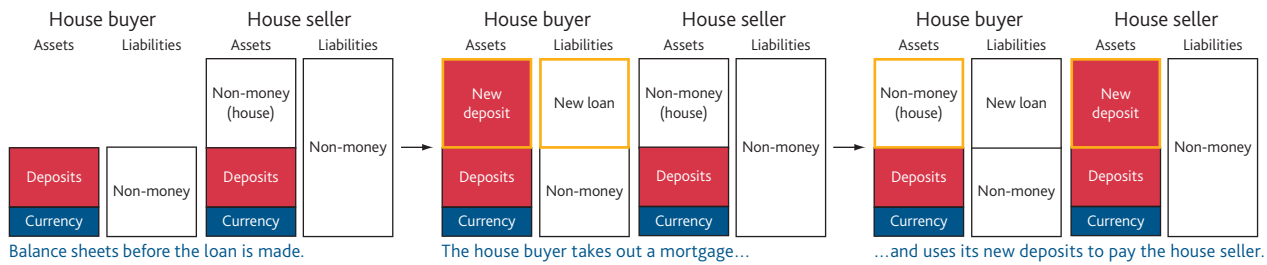 House buyer House seller House buyer House seller House buyer House seller
Assets Liabilities Assets Liabilities Assets Liabilities Assets Liabilities Assets Liabilities Assets Liabilities
Non-money
(house)
Non-money
Deposits
Non-money
Deposits
Currency
Currency
New
deposit
New loan
Non-money
(house)
Non-money
Deposits
Non-money
Deposits
Currency
Currency
Non-money
(house)
New loan
New
deposit
Non-money
Deposits
Non-money
Deposits
Currency
Currency
Balance sheets before the loan is made.
The house buyer takes out a mortgage…
…and uses its new deposits to pay the house seller.